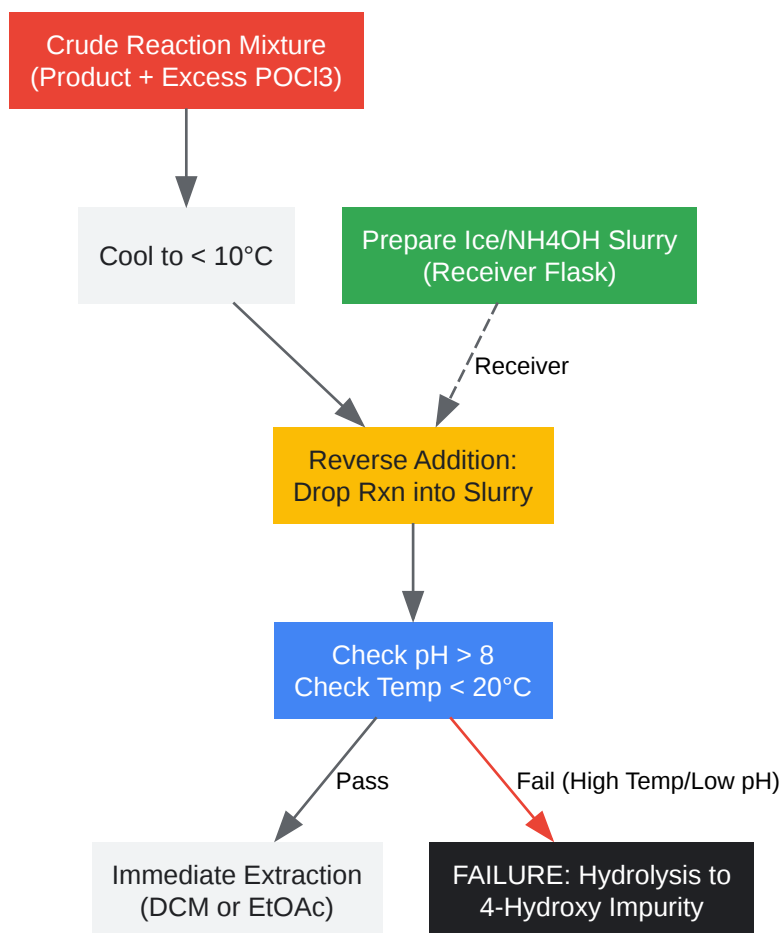 Crude Reaction Mixture
(Product + Excess POCl3)
Cool to < 10°C
Prepare Ice/NH4OH Slurry
(Receiver Flask)
Receiver
Reverse Addition:
Drop Rxn into Slurry
Check pH > 8
Check Temp < 20°C
Pass
Fail (High Temp/Low pH)
Immediate Extraction
(DCM or EtOAc)
FAILURE: Hydrolysis to
4-Hydroxy Impurity